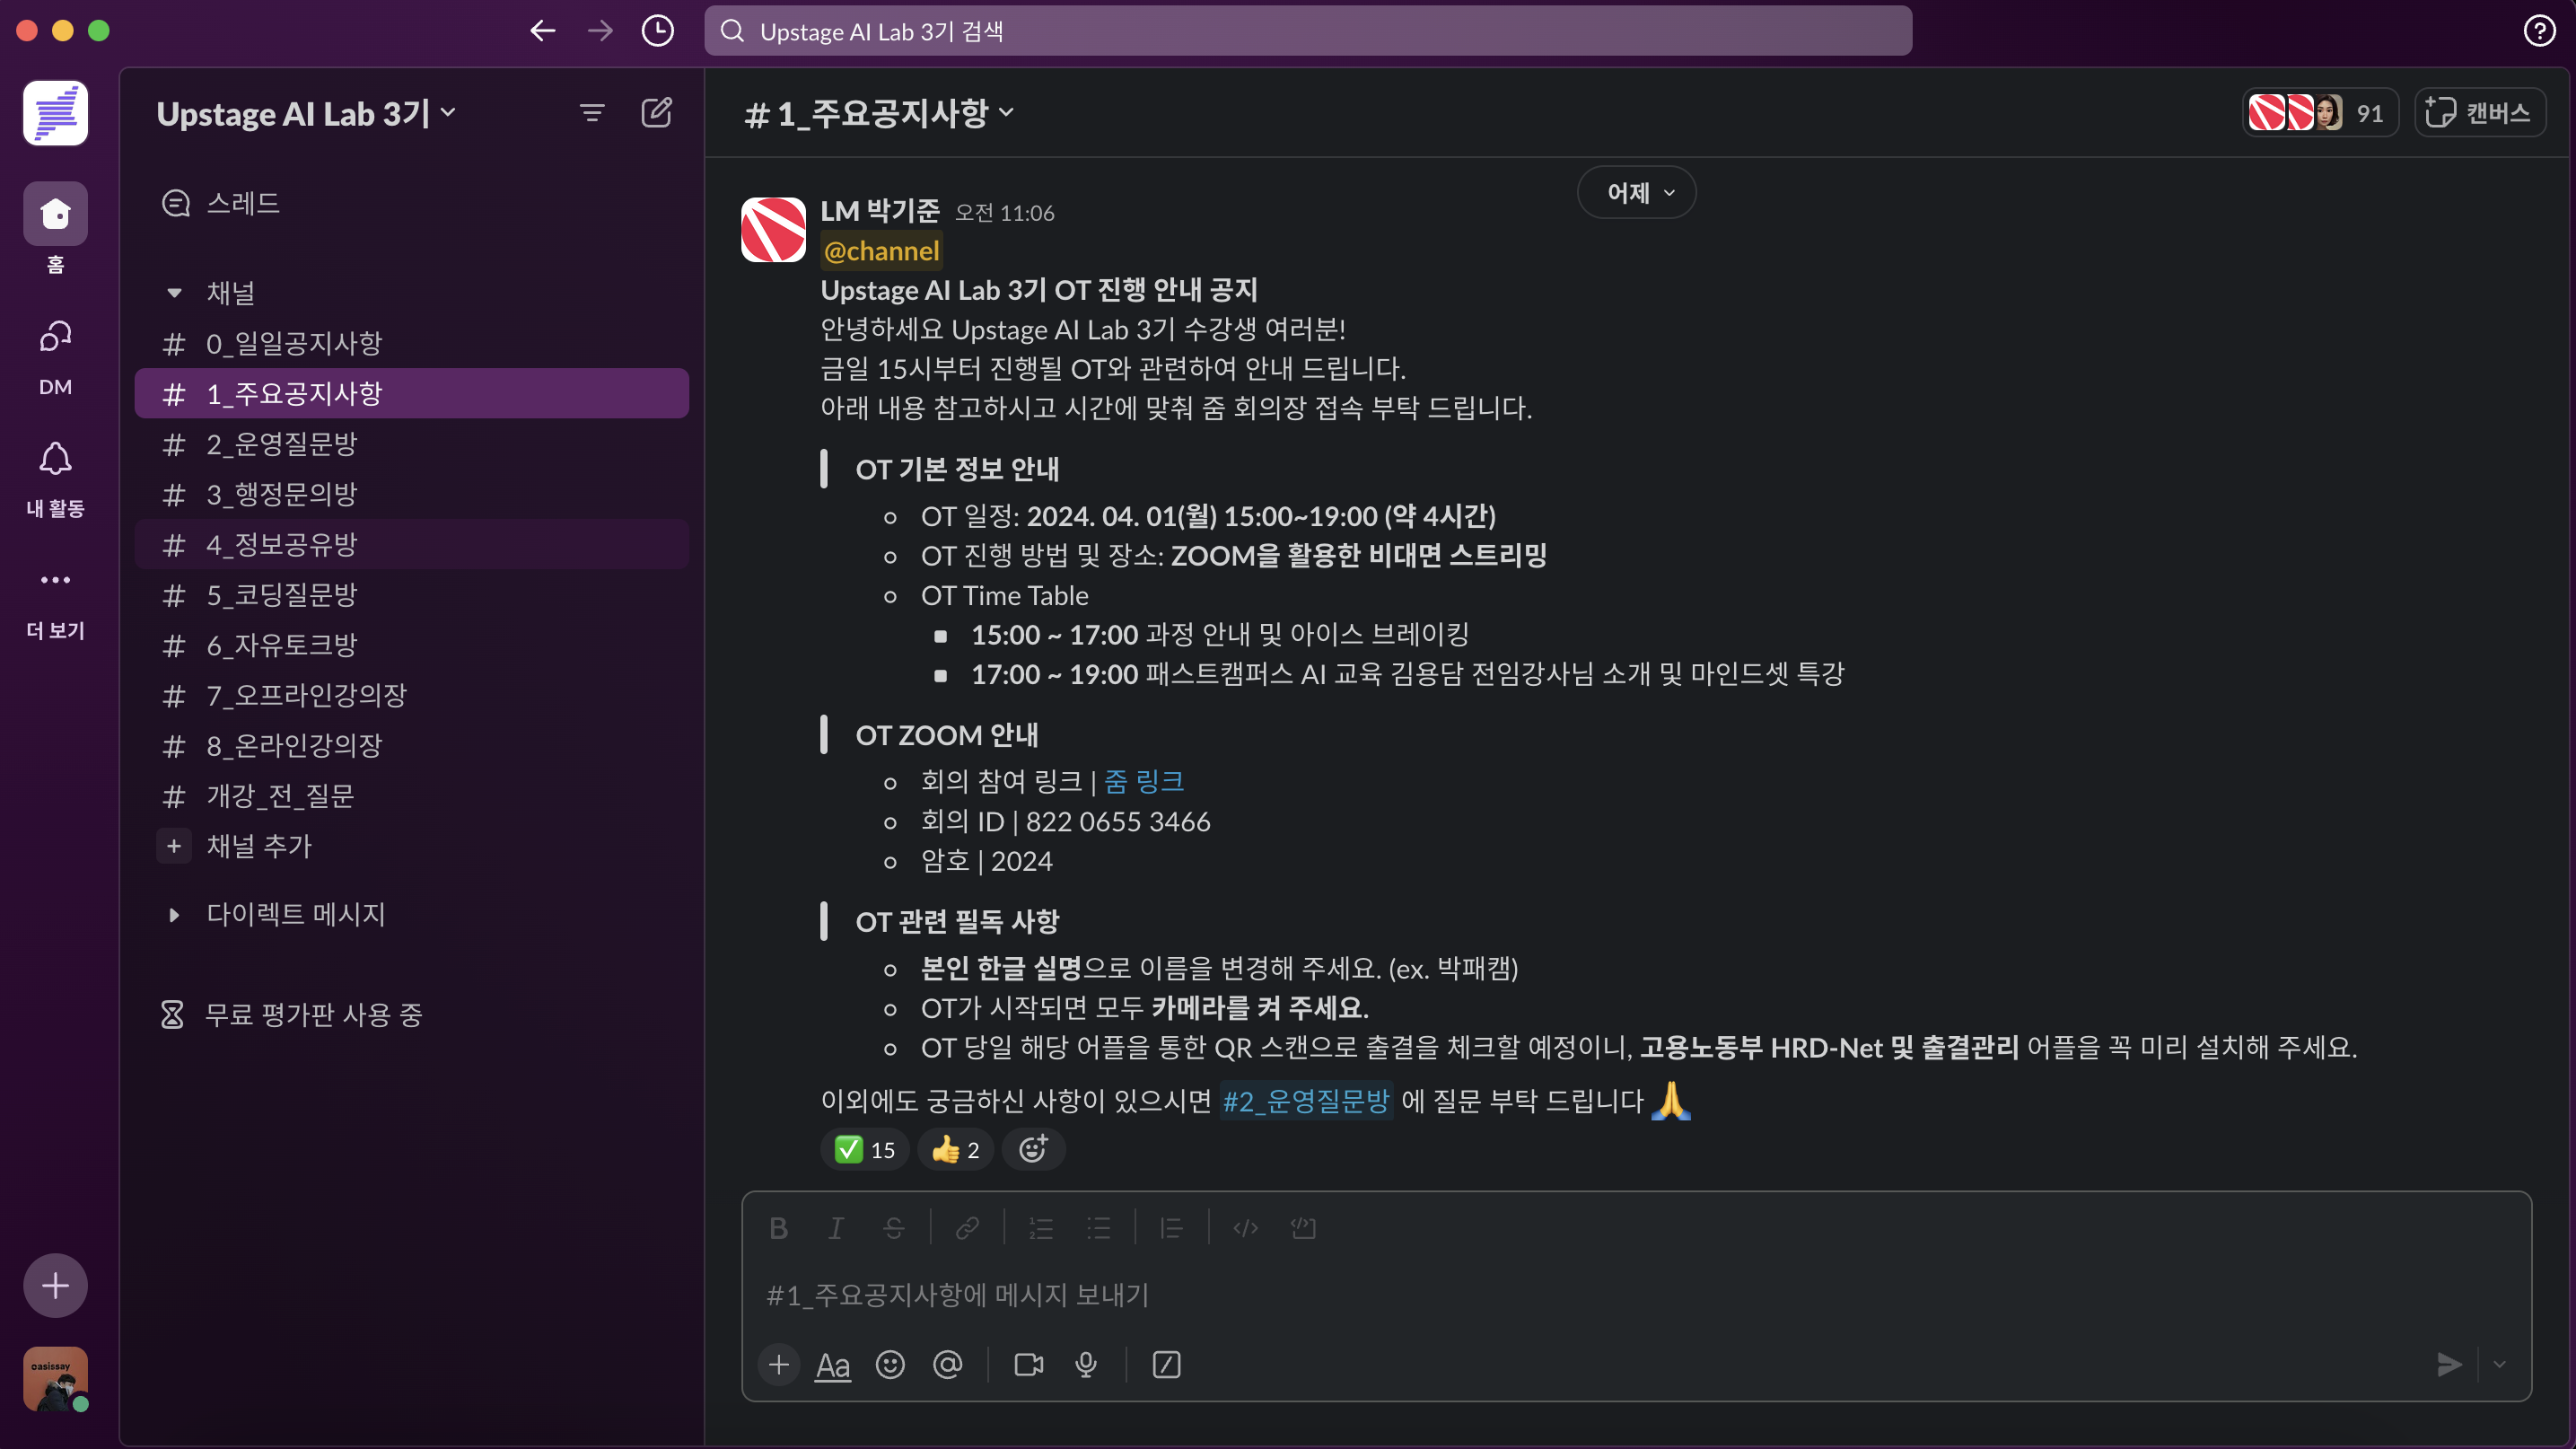 Upstage AI Lab 3기 검색
Upstage AI Lab 3기
스레드
채널
# 0_일일공지사항
# 1_주요공지사항
# 2_운영질문방
# 3_행정문의방
# 4_정보공유방
# 5_코딩질문방
# 6_자유토크방
# 7_오프라인강의장
# 8_온라인강의장
# 개강_전_질문
+ 채널 추가
다이렉트 메시지
무료 평가판 사용 중
홈
DM
내 활동
더 보기
oasissay
# 1_주요공지사항
91
캔버스
어제
LM 박기준 오전 11:06
@channel
Upstage AI Lab 3기 OT 진행 안내 공지
안녕하세요 Upstage AI Lab 3기 수강생 여러분!
금일 15시부터 진행될 OT와 관련하여 안내 드립니다.
아래 내용 참고하시고 시간에 맞춰 줌 회의장 접속 부탁 드립니다.
OT 기본 정보 안내
OT 일정: 2024. 04. 01(월) 15:00~19:00 (약 4시간)
OT 진행 방법 및 장소: ZOOM을 활용한 비대면 스트리밍
OT Time Table
15:00 ~ 17:00 과정 안내 및 아이스 브레이킹
17:00 ~ 19:00 패스트캠퍼스 AI 교육 김용담 전임강사님 소개 및 마인드셋 특강
OT ZOOM 안내
회의 참여 링크 | 줌 링크
회의 ID | 822 0655 3466
암호 | 2024
OT 관련 필독 사항
본인 한글 실명으로 이름을 변경해 주세요. (ex. 박패캠)
OT가 시작되면 모두 카메라를 켜 주세요.
OT 당일 해당 어플을 통한 QR 스캔으로 출결을 체크할 예정이니, 고용노동부 HRD-Net 및 출결관리 어플을 꼭 미리 설치해 주세요.
이외에도 궁금하신 사항이 있으시면 #2_운영질문방 에 질문 부탁 드립니다 🙏
✅ 15 👍 2
#1_주요공지사항에 메시지 보내기
Aa